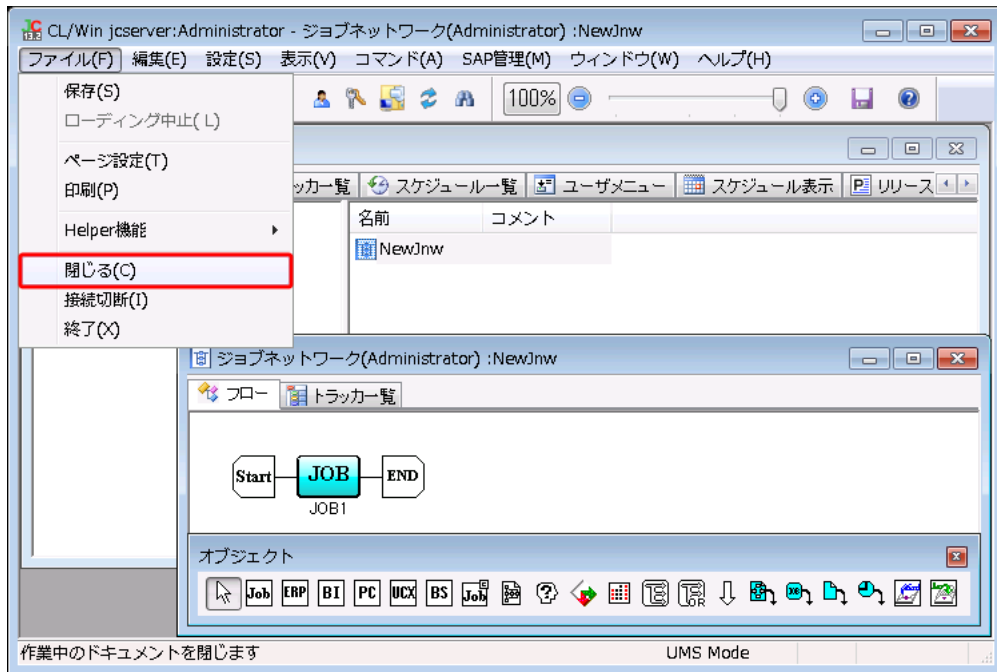 CL/Win jcserver:Administrator - ジョブネットワーク(Administrator) :NewJnw
ファイル(F) 編集(E) 設定(S) 表示(V) コマンド(A) SAP管理(M) ウィンドウ(W) ヘルプ(H)
保存(S)
ローディング中止( L)
ページ設定(T)
印刷(P)
Helper機能
閉じる(C)
接続切断(I)
終了(X)
100%
ッカ一覧 スケジュール一覧 ユーザメニュー スケジュール表示 リリース
名前 コメント
NewJnw
ジョブネットワーク(Administrator) :NewJnw
フロー トラッカ一覧
Start JOB END
JOB1
オブジェクト
Job ERP BI PC UCX BS Job OR
作業中のドキュメントを閉じます UMS Mode